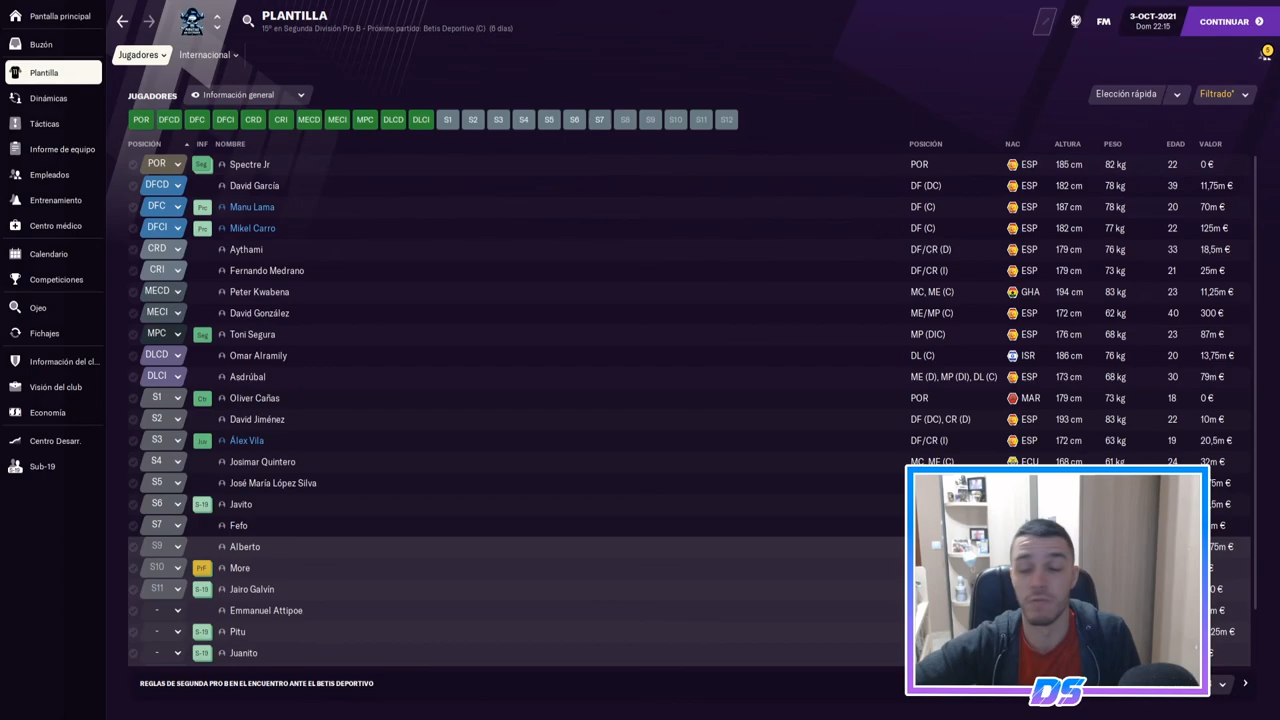 Pantalla principal
Buzón
Plantilla
Dinámicas
Tácticas
Informe de equipo
Empleados
Entrenamiento
Centro médico
Calendario
Competiciones
Ojeo
Fichajes
Información del cl...
Visión del club
Economía
Centro Desarr.
Sub-19
PLANTILLA
15º en Segunda División Pro B - Próximo partido: Betis Deportivo (C) (6 días)
FM
3-OCT-2021
Dom 22:15
CONTINUAR
5
Jugadores
Internacional
JUGADORES
Información general
Elección rápida
Filtrado*
POR DFCD DFC DFCI CRD CRI MECD MECI MPC DLCD DLCI S1 S2 S3 S4 S5 S6 S7 S8 S9 S10 S11 S12
POSICIÓN INF NOMBRE POSICIÓN NAC ALTURA PESO EDAD VALOR
POR Seg Spectre Jr POR ESP 185 cm 82 kg 22 0 €
DFCD David García DF (DC) ESP 182 cm 78 kg 39 11,75m €
DFC Prc Manu Lama DF (C) ESP 187 cm 78 kg 20 70m €
DFCI Prc Mikel Carro DF (C) ESP 182 cm 77 kg 22 125m €
CRD Aythami DF/CR (D) ESP 179 cm 76 kg 33 18,5m €
CRI Fernando Medrano DF/CR (I) ESP 179 cm 73 kg 21 25m €
MECD Peter Kwabena MC, ME (C) GHA 194 cm 83 kg 23 11,25m €
MECI David González ME/MP (C) ESP 172 cm 62 kg 40 300 €
MPC Seg Toni Segura MP (DIC) ESP 176 cm 68 kg 23 87m €
DLCD Omar Alramily DL (C) ISR 186 cm 76 kg 20 13,75m €
DLCI Asdrúbal ME (D), MP (DI), DL (C) ESP 173 cm 68 kg 30 79m €
S1 Ctr Oliver Cañas POR MAR 179 cm 73 kg 18 0 €
S2 David Jiménez DF (DC), CR (D) ESP 193 cm 83 kg 22 10m €
S3 Juv Álex Vila DF/CR (I) ESP 172 cm 63 kg 19 20,5m €
S4 Josimar Quintero MC, ME (C) ECU 168 cm 61 kg 24 32m €
S5 José María López Silva
S6 S-19 Javito
S7 Fefo
S9 Alberto
S10 PrF More
S11 S-19 Jairo Galvín
- Emmanuel Attipoe
- S-19 Pitu
- S-19 Juanito
REGLAS DE SEGUNDA PRO B EN EL ENCUENTRO ANTE EL BETIS DEPORTIVO
DS